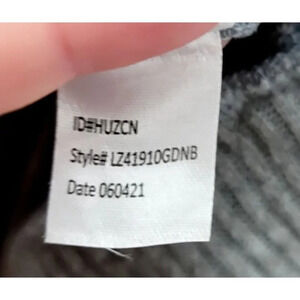 ID#HUZCN
Style# LZ41910GDNB
Date 060421